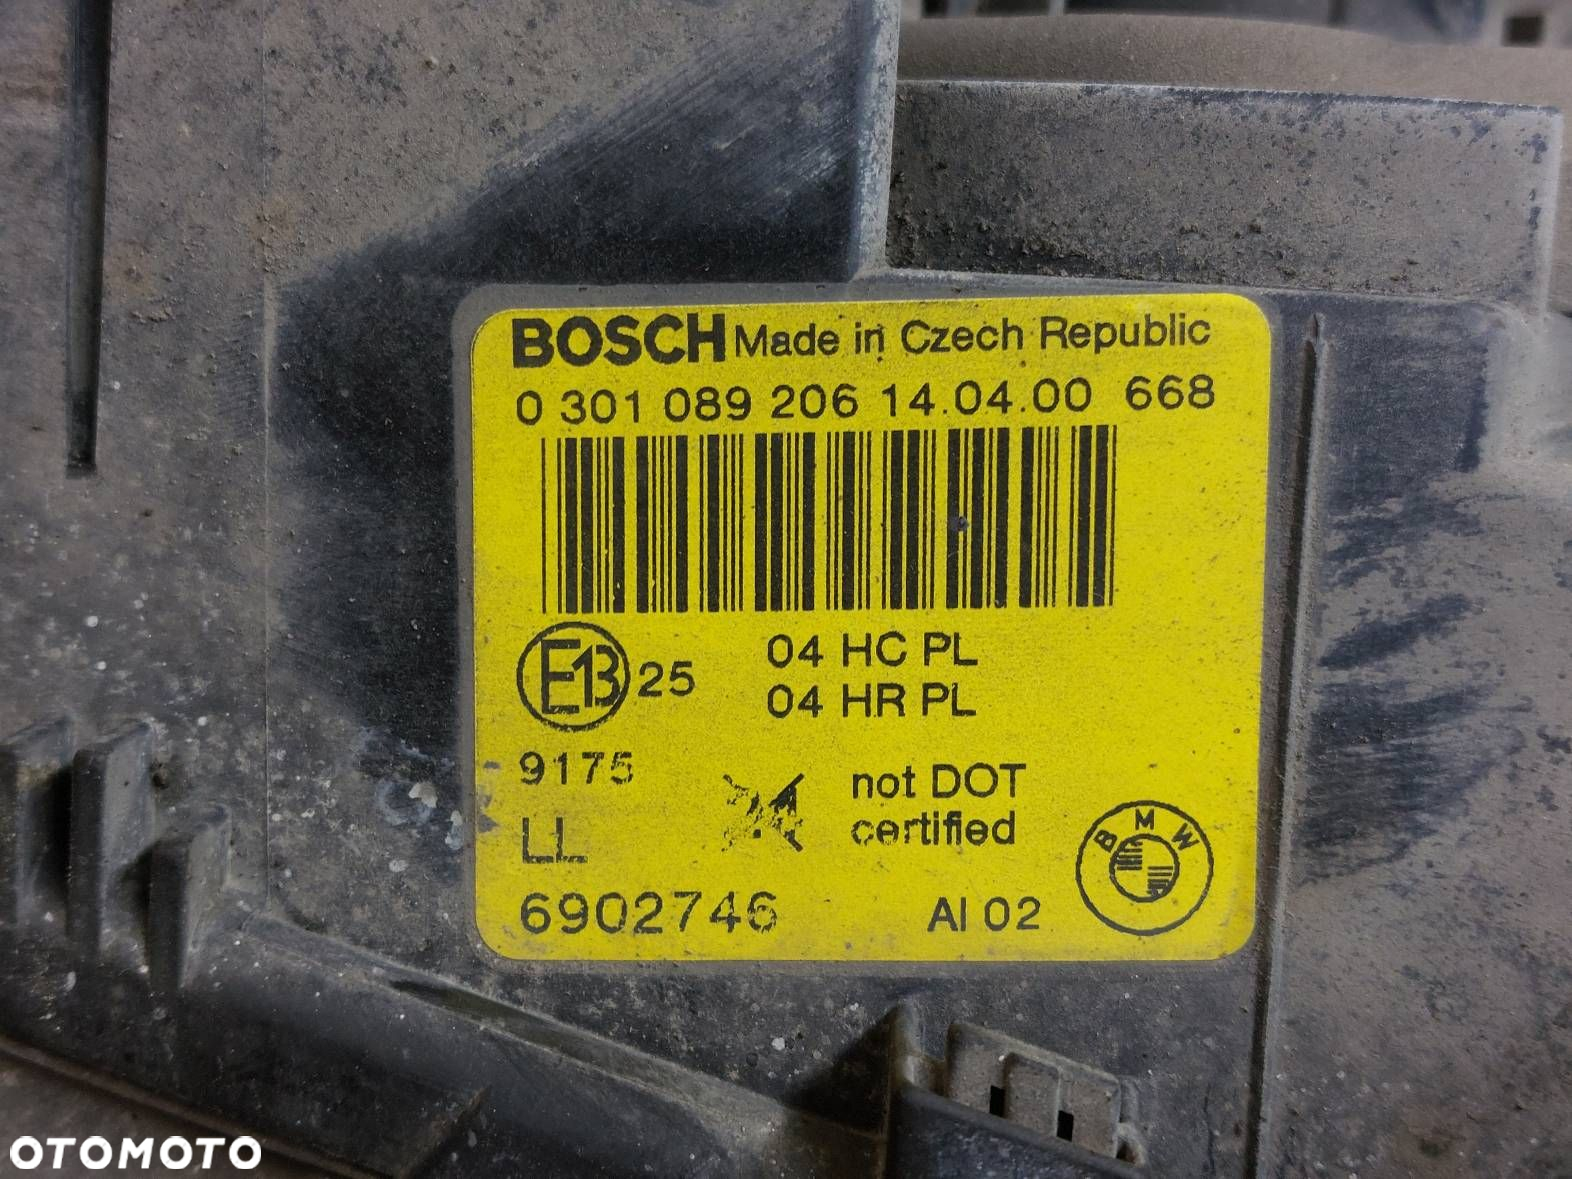 BOSCH Made in Czech Republic
0 301 089 206 14.04.00 668
E13 25
04 HC PL
04 HR PL
9175
not DOT
certified
LL
6902746
AI 02
BMW
OTOMOTO